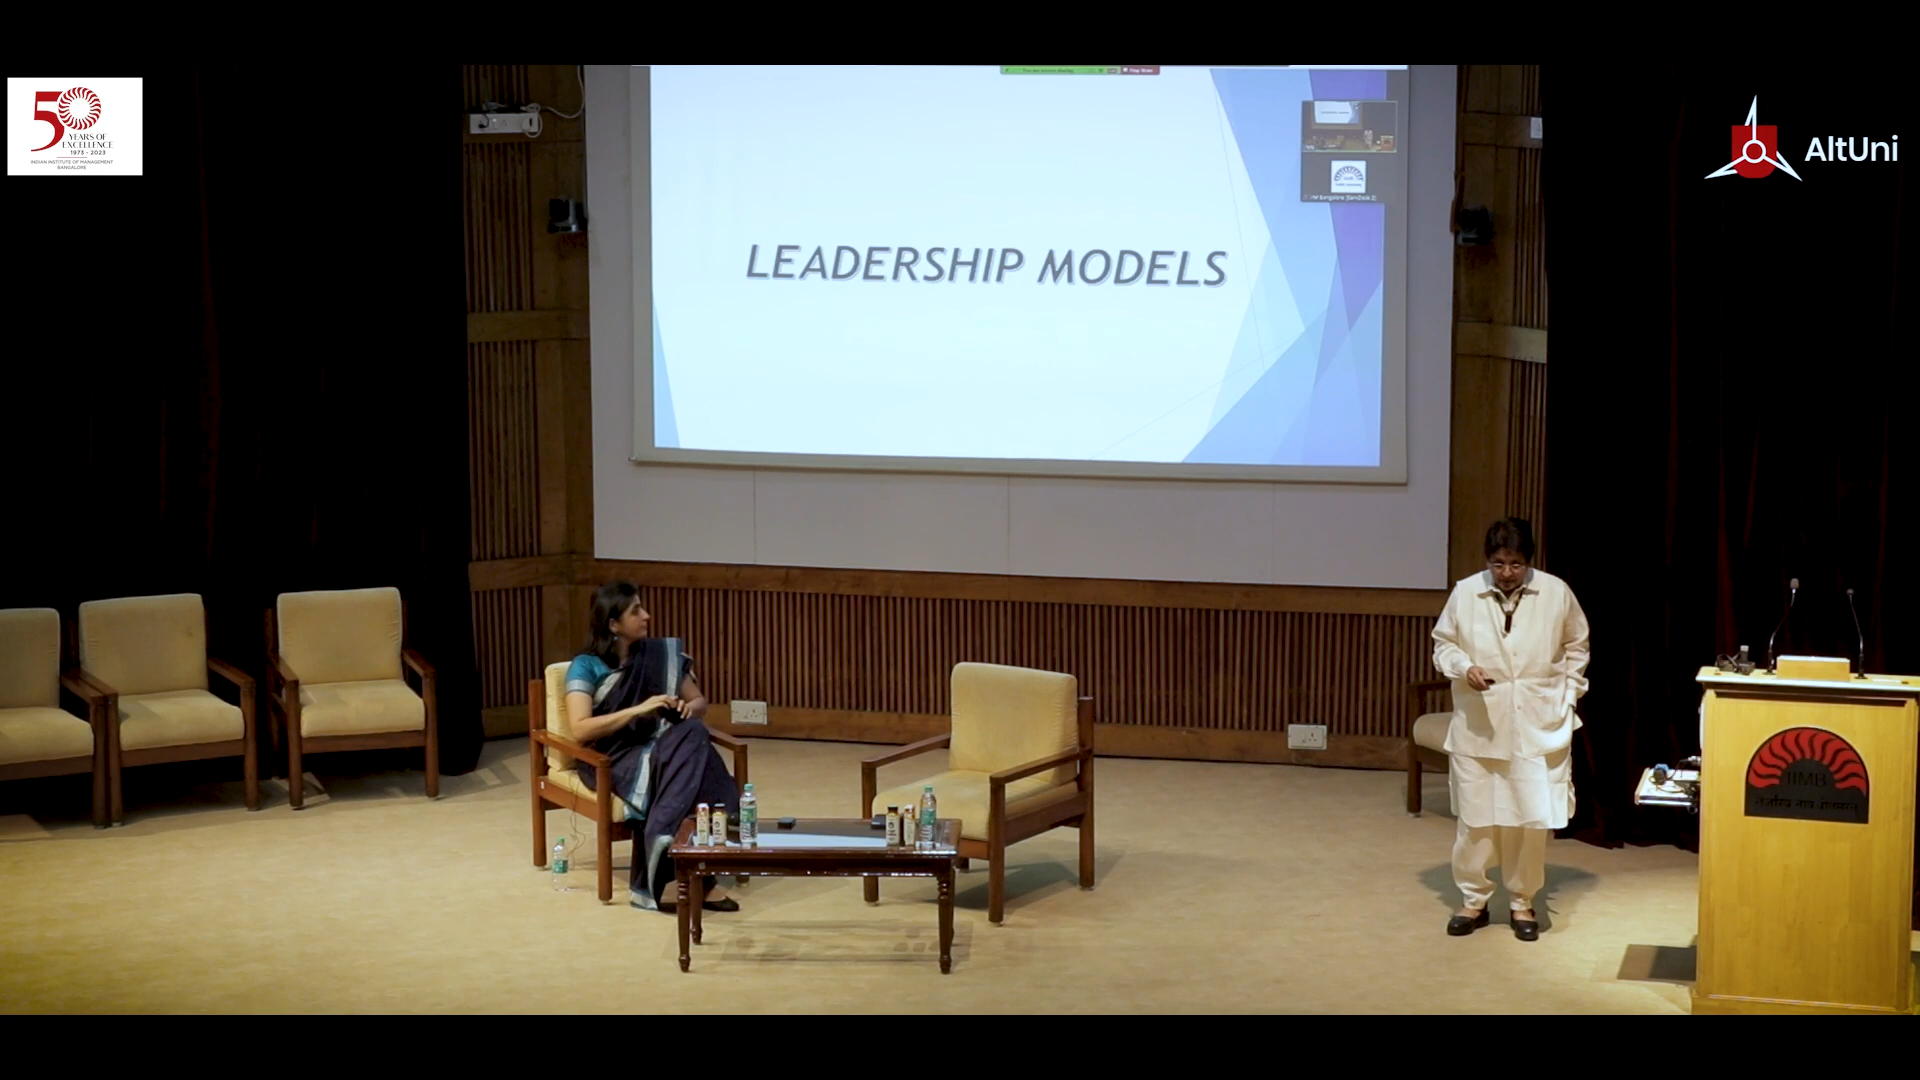 50
YEARS OF
EXCELLENCE
1973 - 2023
INDIAN INSTITUTE OF MANAGEMENT
BANGALORE
AltUni
LEADERSHIP MODELS
IIMB